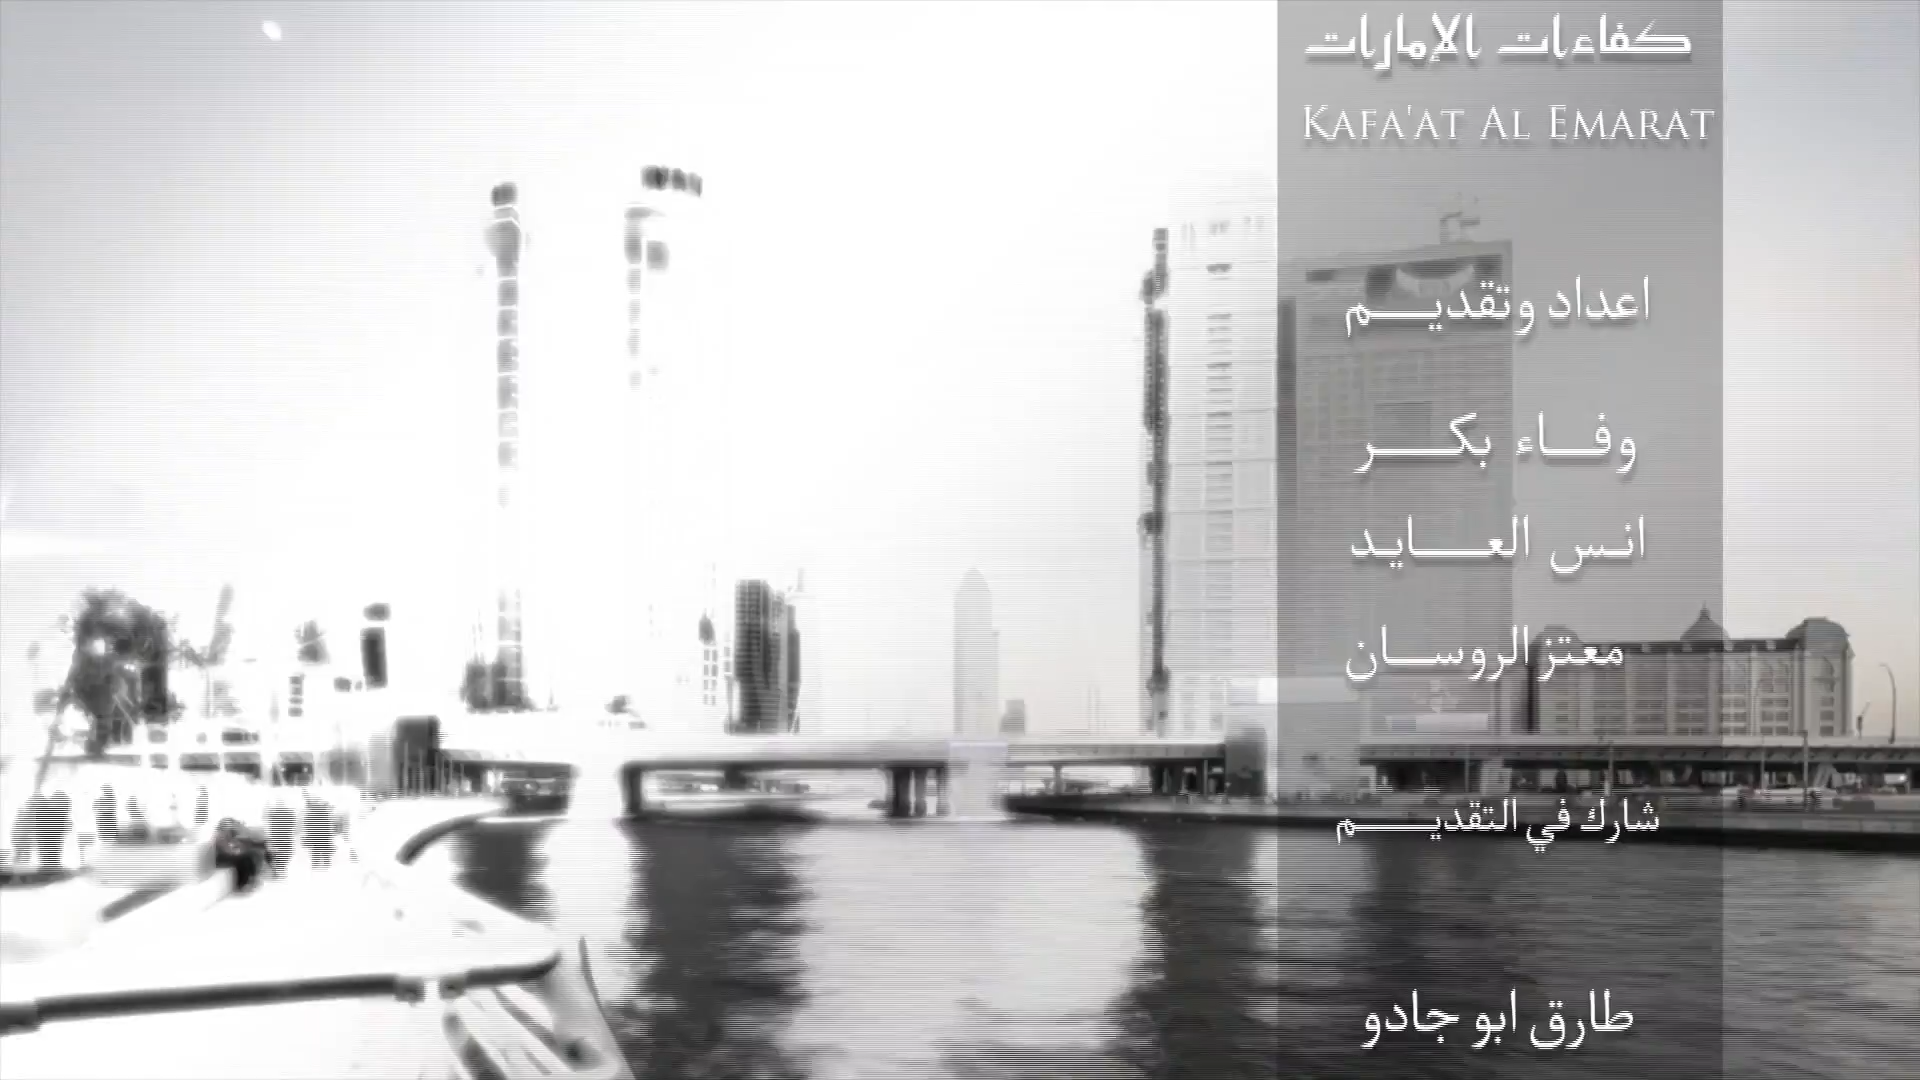 كفاءات الإمارات
KAFA'AT AL EMARAT
اعداد وتقديم
وفاء بكر
انس العايد
معتز الروسان
شارك في التقديم
طارق ابو جادو